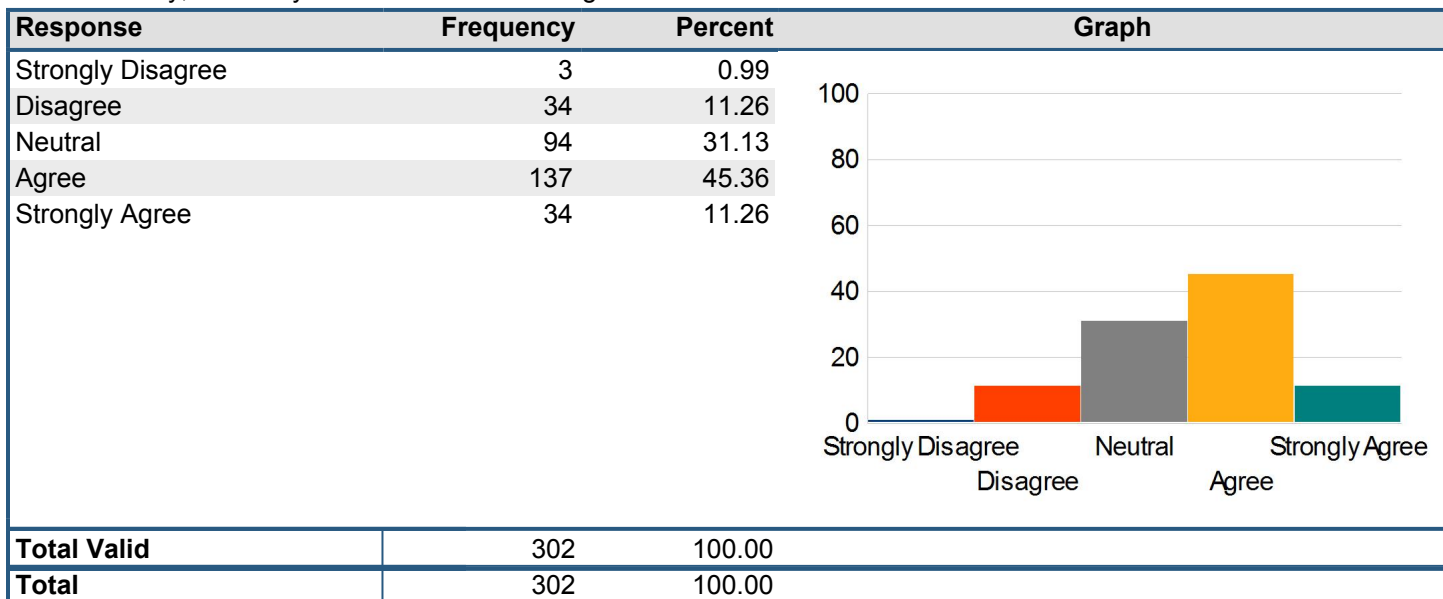 Response Frequency Percent Graph
Strongly Disagree 3 0.99
Disagree 34 11.26
Neutral 94 31.13
Agree 137 45.36
Strongly Agree 34 11.26
100
80
60
40
20
0
Strongly Disagree Neutral Strongly Agree
Disagree Agree
Total Valid 302 100.00
Total 302 100.00